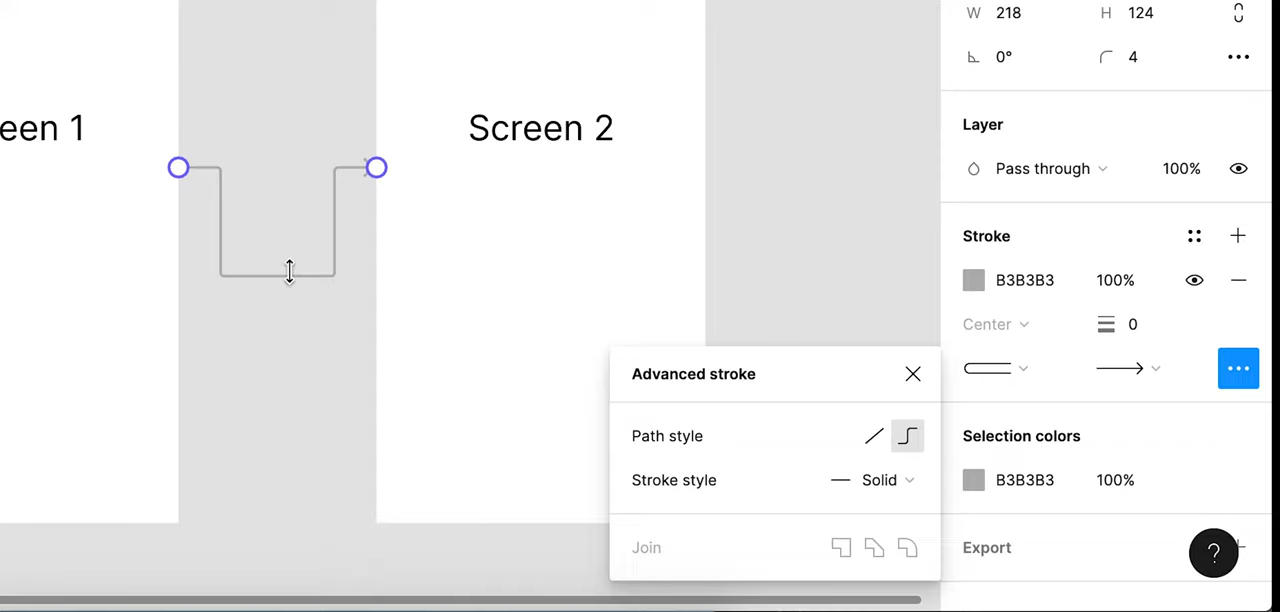 W 218 H 124
0° 4
Layer
Pass through 100%
Stroke
B3B3B3 100%
Center 0
Selection colors
B3B3B3 100%
Export
?
een 1
Screen 2
Advanced stroke
Path style
Stroke style Solid
Join